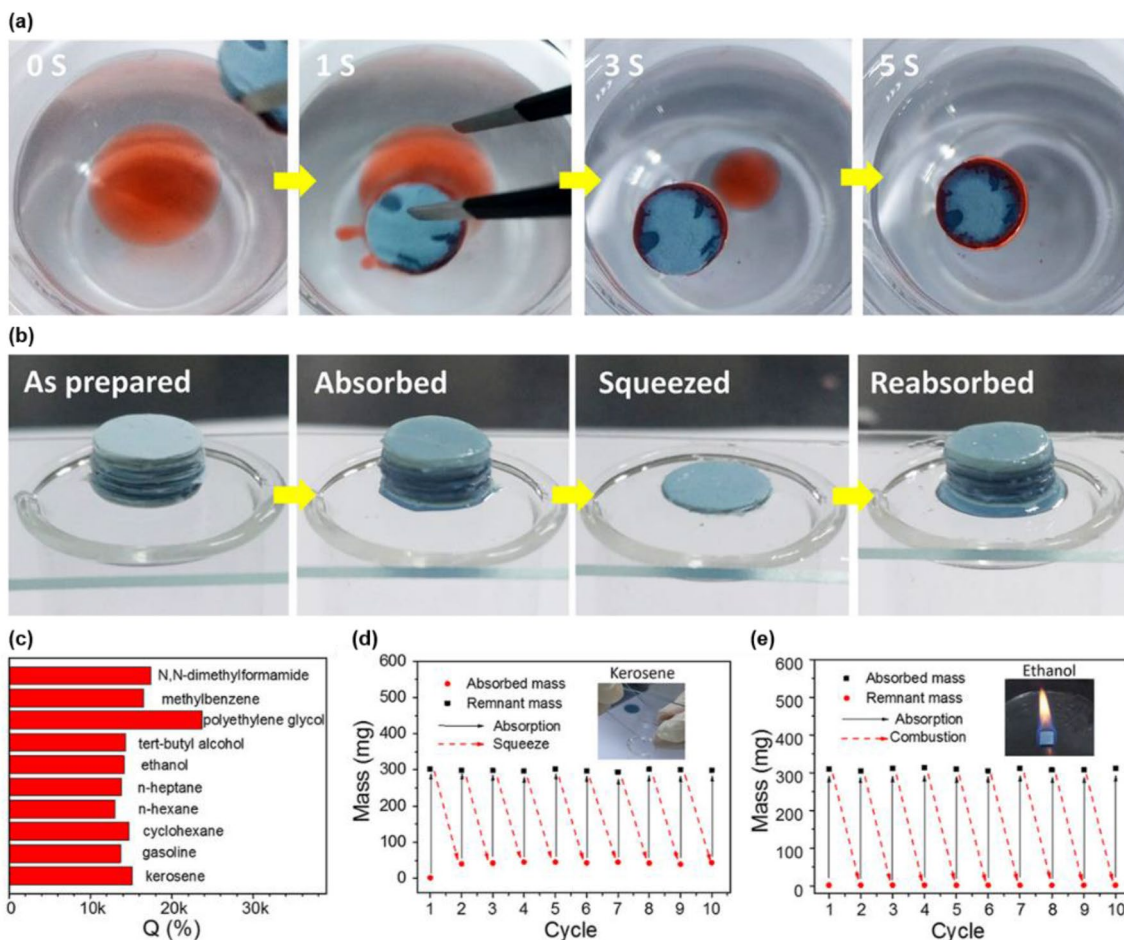 (a)
0 S
1 S
3 S
5 S
(b)
As prepared
Absorbed
Squeezed
Reabsorbed
(c)
N,N-dimethylformamide
methylbenzene
polyethylene glycol
tert-butyl alcohol
ethanol
n-heptane
n-hexane
cyclohexane
gasoline
kerosene
0
10k
20k
30k
Q (%)
(d)
600
500
400
300
200
100
0
Mass (mg)
Absorbed mass
Remnant mass
Absorption
Squeeze
Kerosene
1 2 3 4 5 6 7 8 9 10
Cycle
(e)
600
500
400
300
200
100
0
Mass (mg)
Absorbed mass
Remnant mass
Absorption
Combustion
Ethanol
1 2 3 4 5 6 7 8 9 10
Cycle